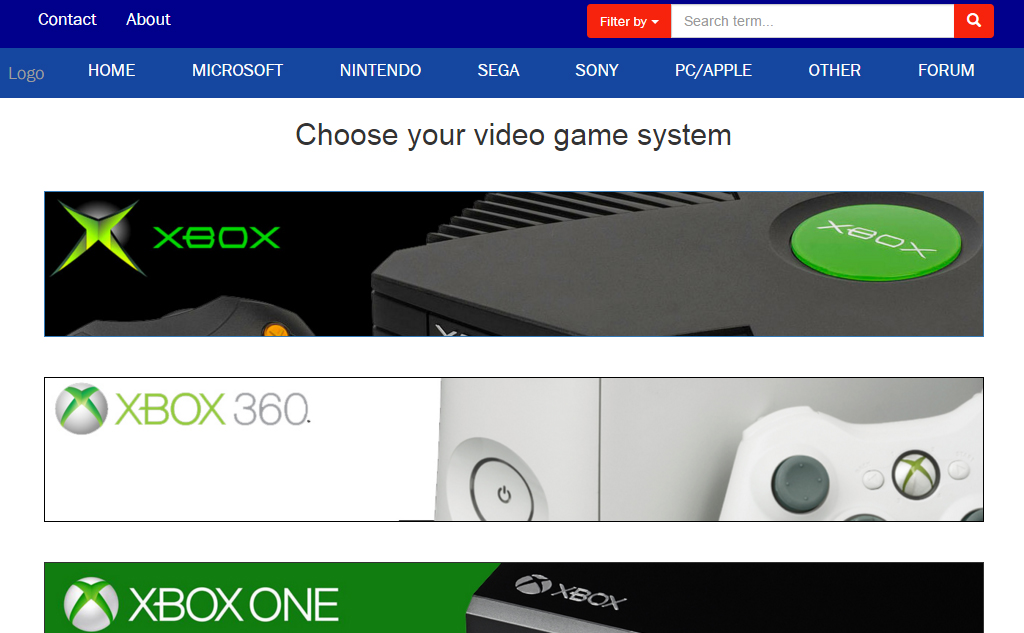 Contact About Filter by Search term...
Logo HOME MICROSOFT NINTENDO SEGA SONY PC/APPLE OTHER FORUM
Choose your video game system
XBOX XBOX
XBOX 360.
XBOX ONE XBOX